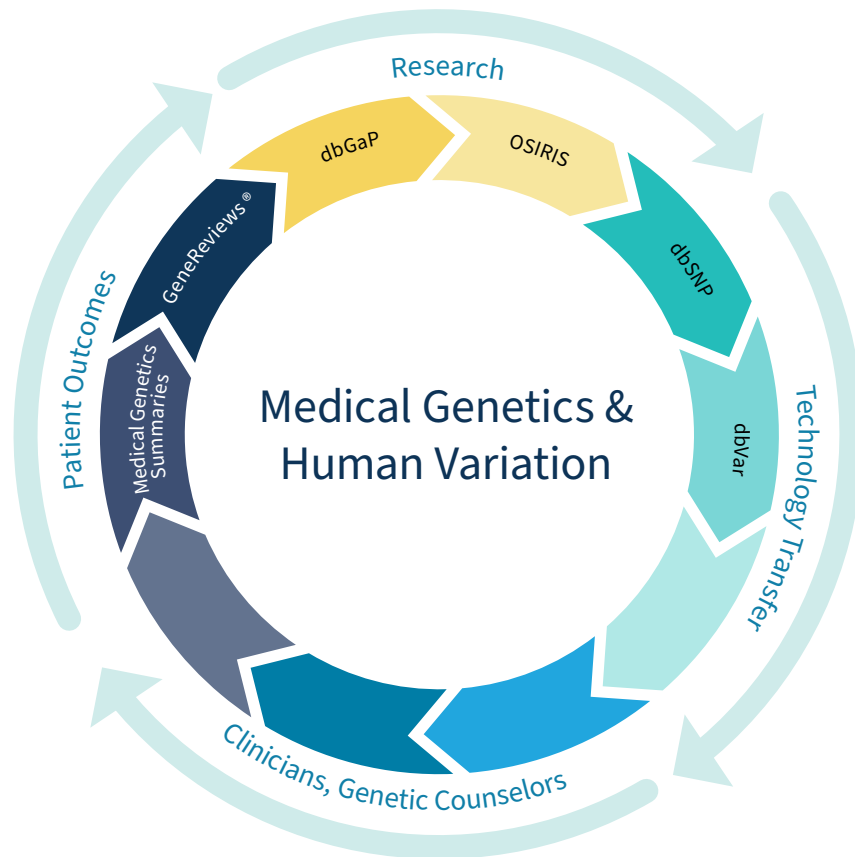 Research
dbGaP
OSIRIS
dbSNP
dbVar
Technology Transfer
Clinicians, Genetic Counselors
Medical Genetics
Summaries
GeneReviews ®
Patient Outcomes
Medical Genetics &
Human Variation